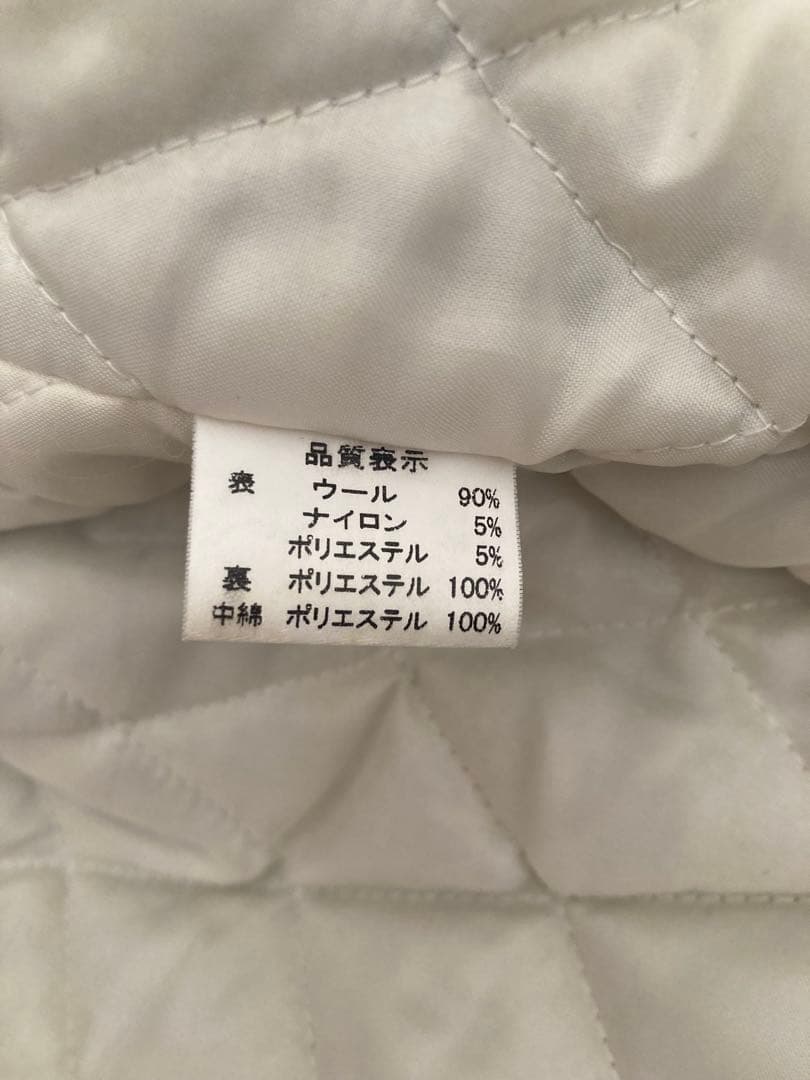 品質表示
表 ウール 90%
ナイロン 5%
ポリエステル 5%
裏 ポリエステル 100%
中綿 ポリエステル 100%